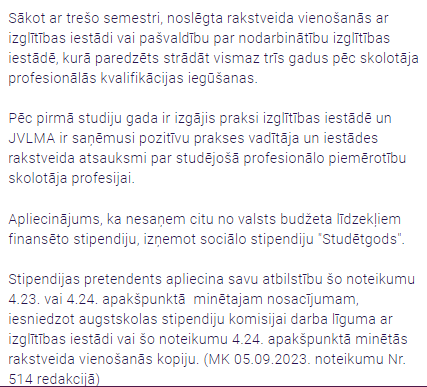 Sākot ar trešo semestri, noslēgta rakstveida vienošanās ar
izglītības iestādi vai pašvaldību par nodarbinātību izglītības
iestādē, kurā paredzēts strādāt vismaz trīs gadus pēc skolotāja
profesionālās kvalifikācijas iegūšanas.
Pēc pirmā studiju gada ir izgājis praksi izglītības iestādē un
JVLMA ir saņēmusi pozitīvu prakses vadītāja un iestādes
rakstveida atsauksmi par studējošā profesionālo piemērotību
skolotāja profesijai.
Apliecinājums, ka nesaņem citu no valsts budžeta līdzekļiem
finansēto stipendiju, izņemot sociālo stipendiju "Studētgods".
Stipendijas pretendents apliecina savu atbilstību šo noteikumu
4.23. vai 4.24. apakšpunktā minētajam nosacījumam,
iesniedzot augstskolas stipendiju komisijai darba līguma ar
izglītības iestādi vai šo noteikumu 4.24. apakšpunktā minētās
rakstveida vienošanās kopiju. (MK 05.09.2023. noteikumu Nr.
514 redakcijā)